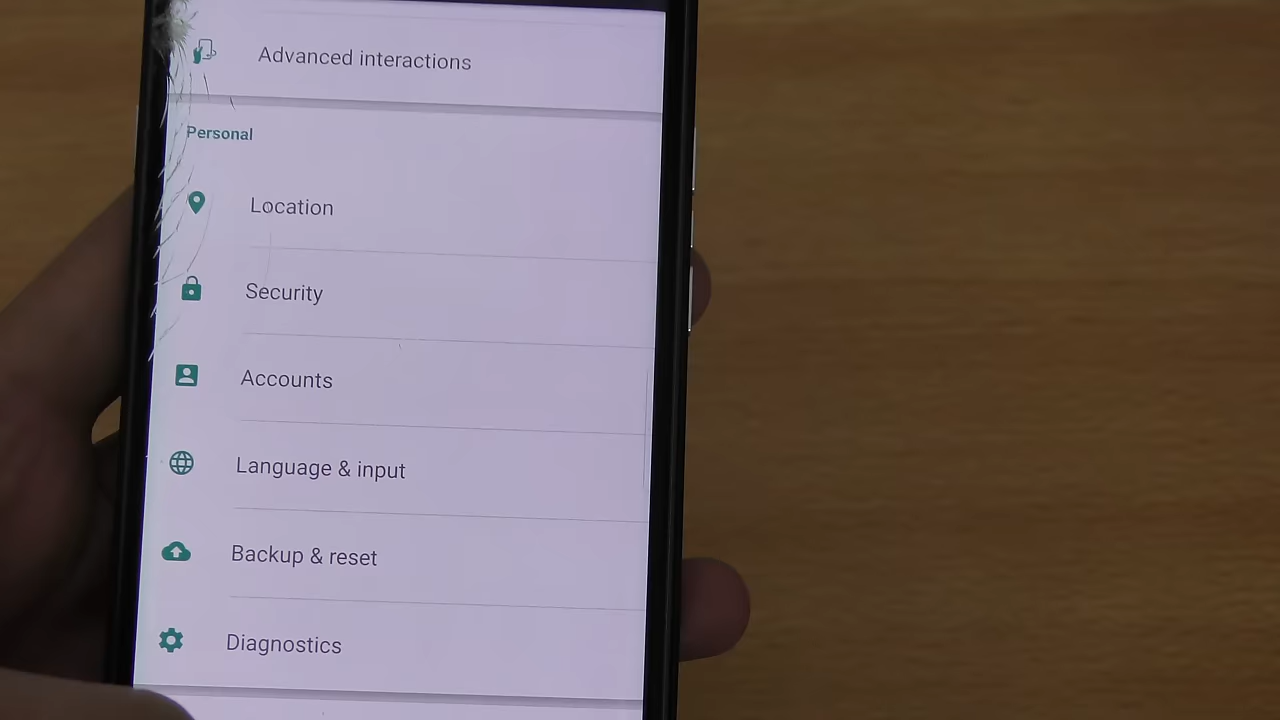 Advanced interactions
Personal
Location
Security
Accounts
Language & input
Backup & reset
Diagnostics